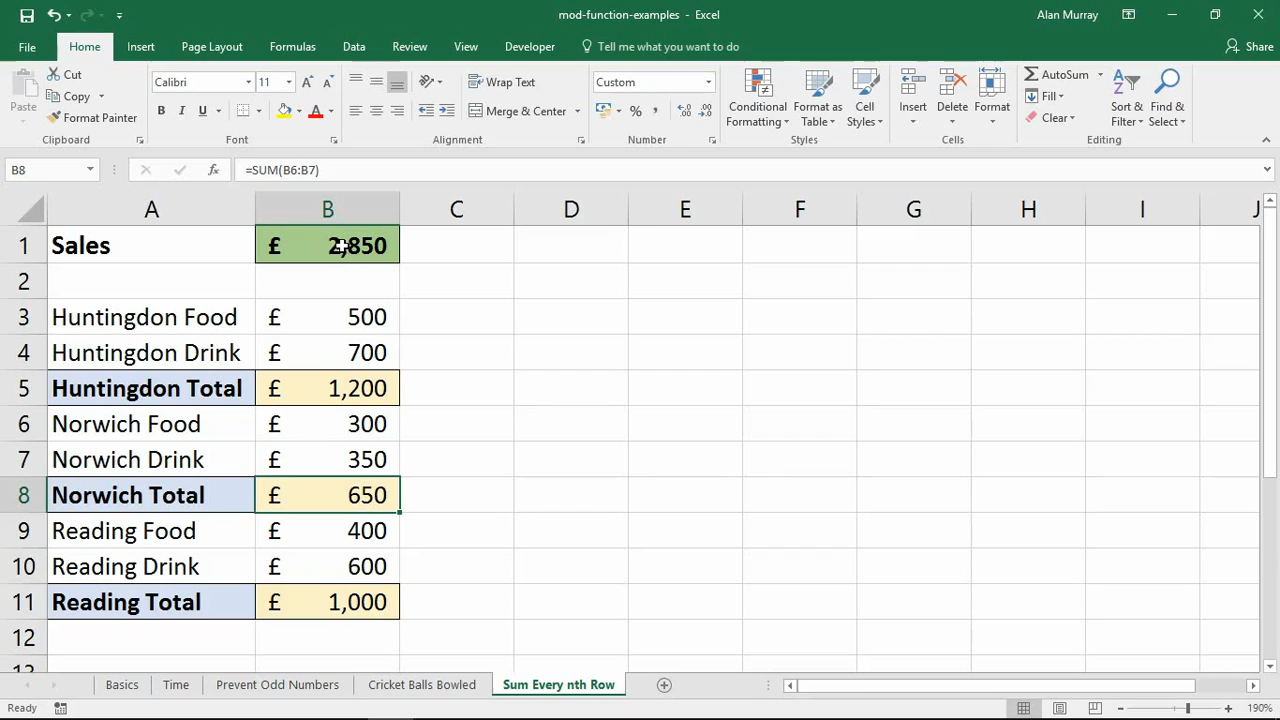 mod-function-examples - Excel
Alan Murray
File Home Insert Page Layout Formulas Data Review View Developer Tell me what you want to do Share
Paste
Cut
Copy
Format Painter
Clipboard
Calibri 11
B I U
Font
Wrap Text
Merge & Center
Alignment
Custom
%
Number
Conditional Formatting
Format as Table
Cell Styles
Styles
Insert
Delete
Format
Cells
AutoSum
Fill
Clear
Sort & Filter
Find & Select
Editing
B8 fx =SUM(B6:B7)
A B C D E F G H I J
1 Sales £ 2,850
2
3 Huntingdon Food £ 500
4 Huntingdon Drink £ 700
5 Huntingdon Total £ 1,200
6 Norwich Food £ 300
7 Norwich Drink £ 350
8 Norwich Total £ 650
9 Reading Food £ 400
10 Reading Drink £ 600
11 Reading Total £ 1,000
12
13
Basics Time Prevent Odd Numbers Cricket Balls Bowled Sum Every nth Row
Ready 190%